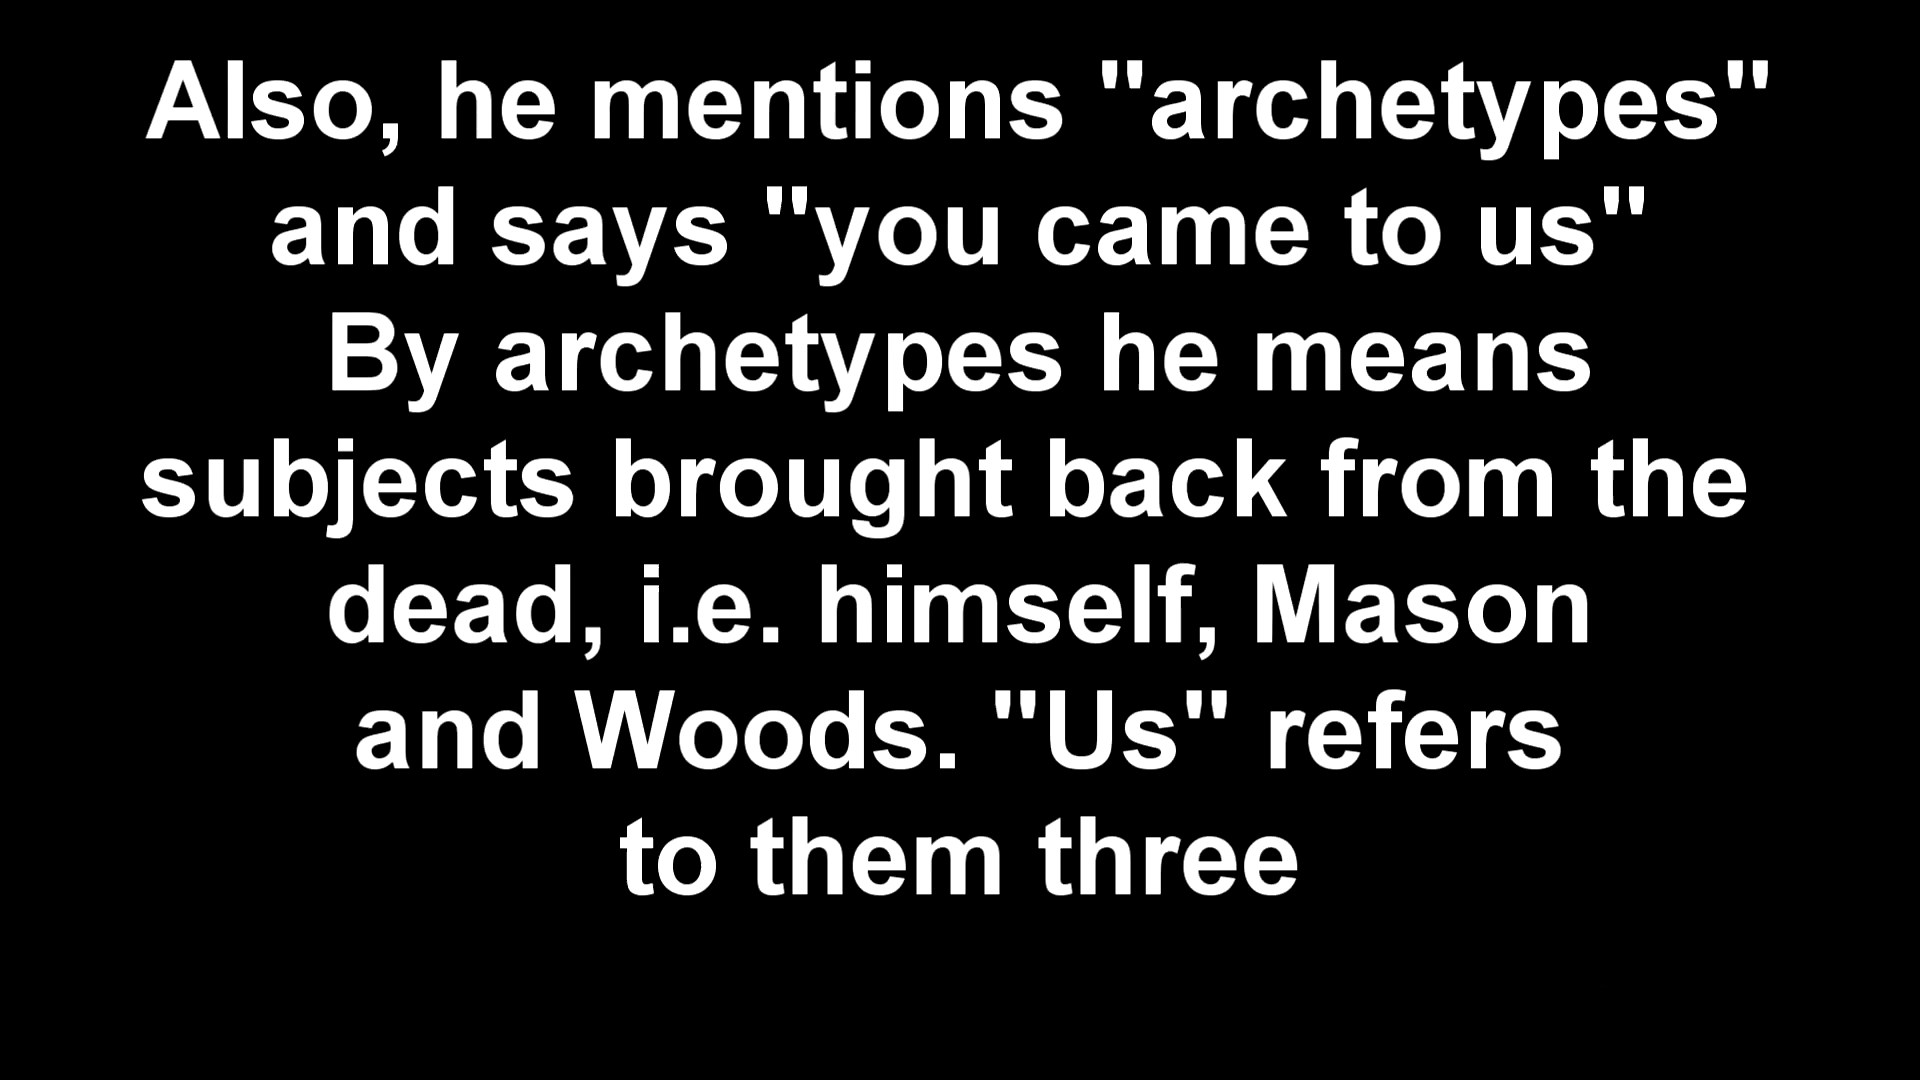 Also, he mentions "archetypes"
and says "you came to us"
By archetypes he means
subjects brought back from the
dead, i.e. himself, Mason
and Woods. "Us" refers
to them three